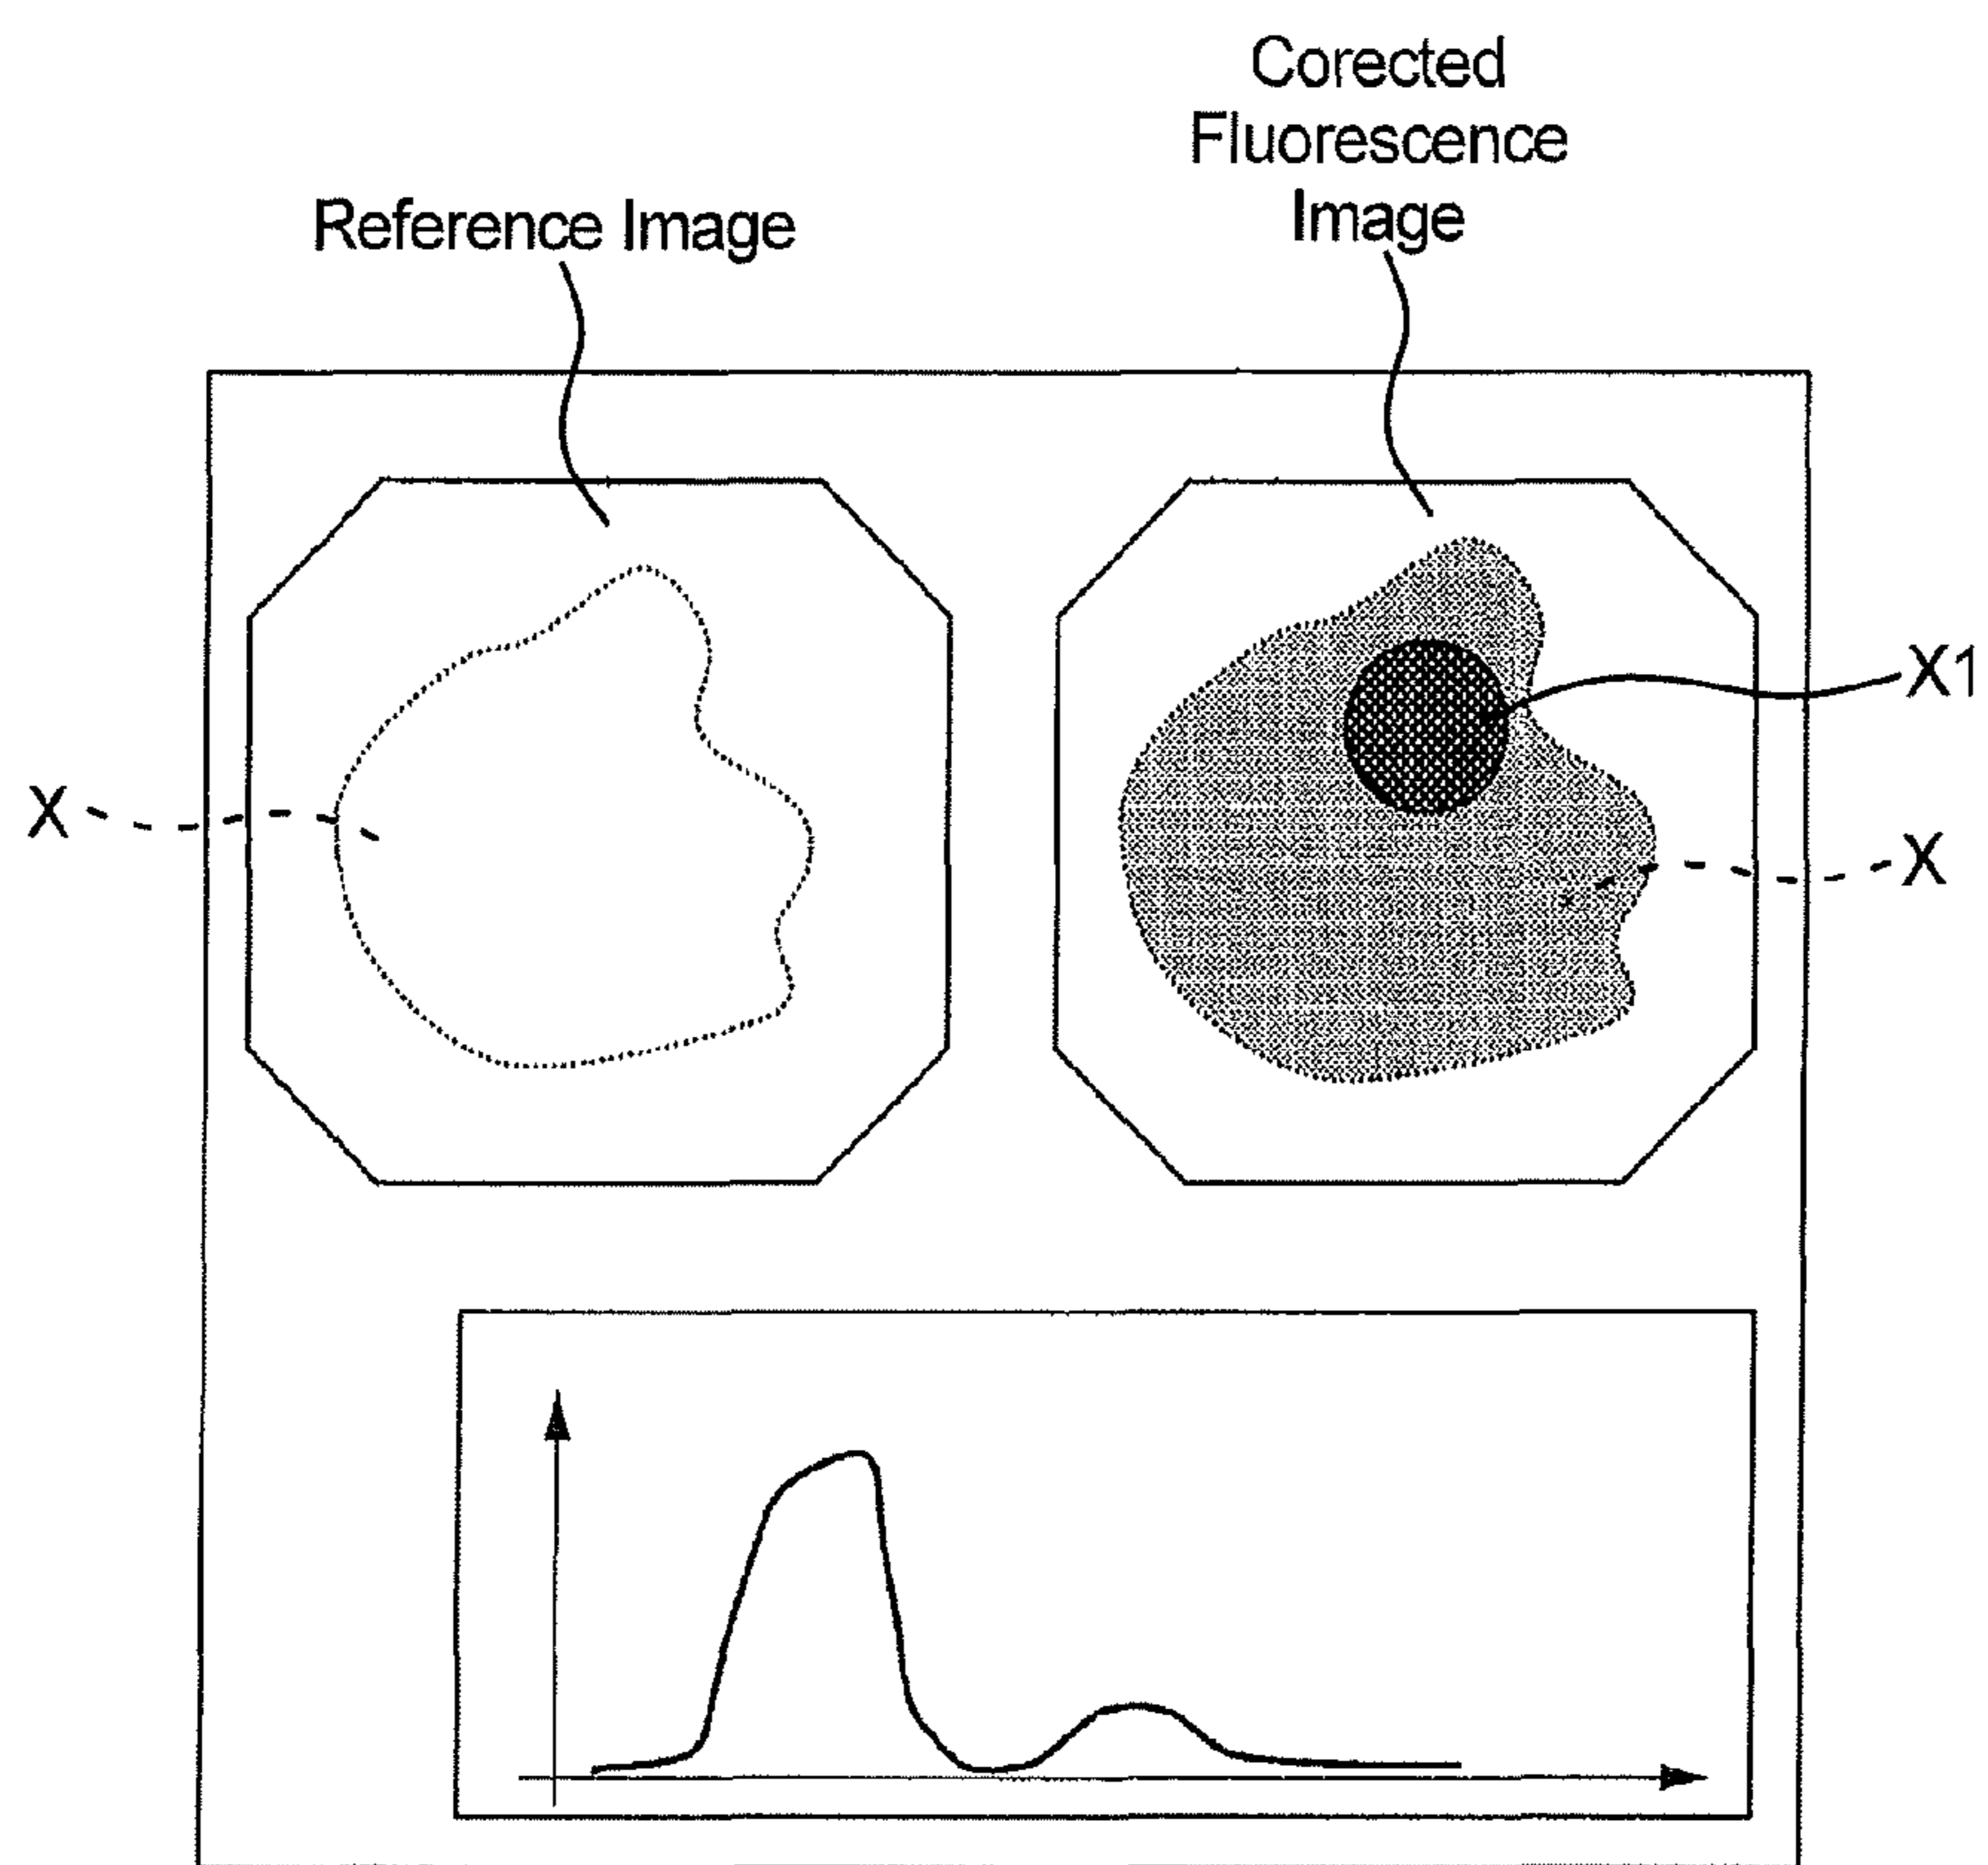 Corected
Fluorescence
Image
Reference Image
X1
X
X